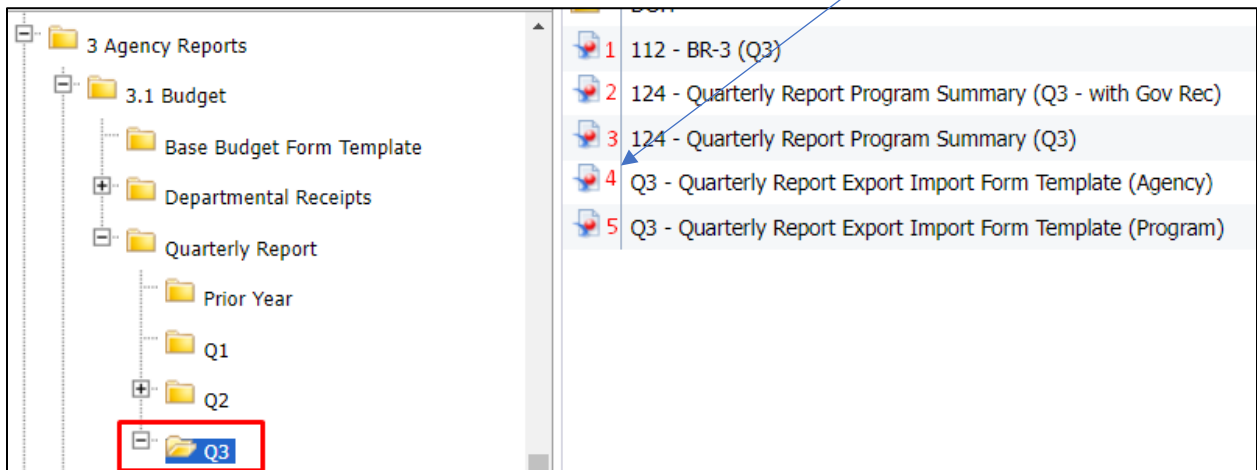 3 Agency Reports
3.1 Budget
Base Budget Form Template
Departmental Receipts
Quarterly Report
Prior Year
Q1
Q2
Q3
1 112 - BR-3 (Q3)
2 124 - Quarterly Report Program Summary (Q3 - with Gov Rec)
3 124 - Quarterly Report Program Summary (Q3)
4 Q3 - Quarterly Report Export Import Form Template (Agency)
5 Q3 - Quarterly Report Export Import Form Template (Program)